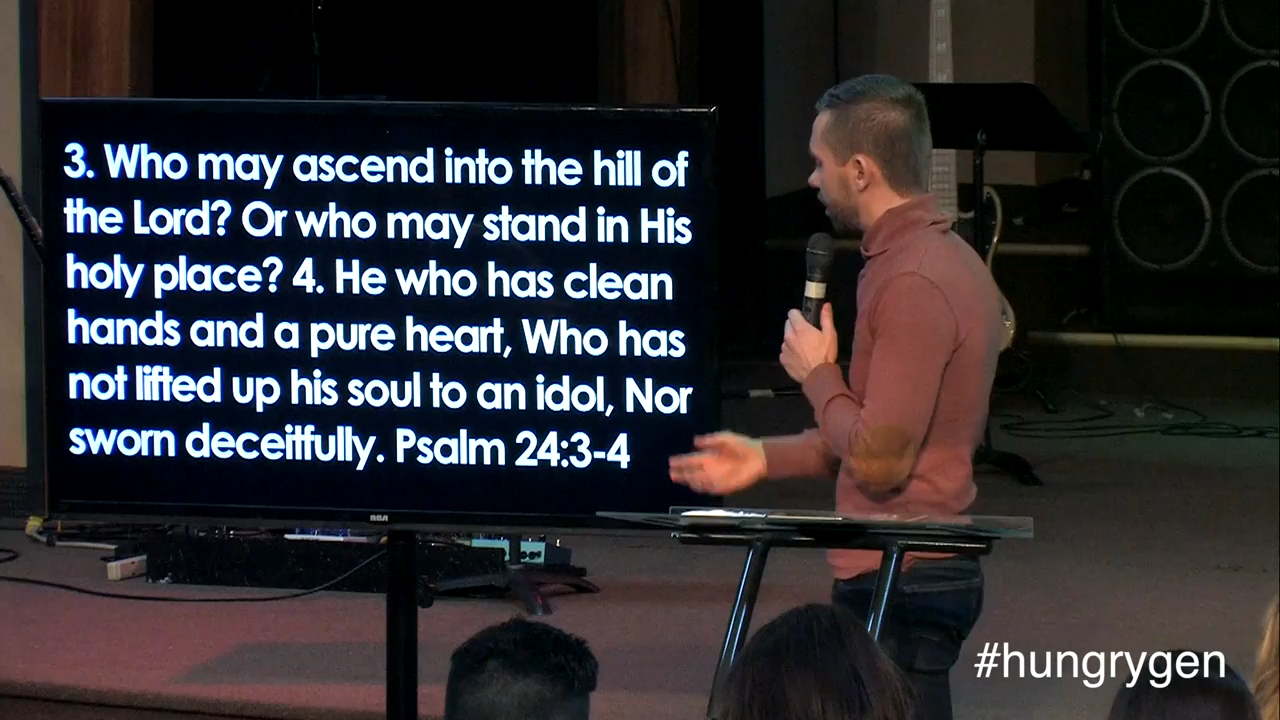 3. Who may ascend into the hill of
the Lord? Or who may stand in His
holy place? 4. He who has clean
hands and a pure heart, Who has
not lifted up his soul to an idol, Nor
sworn deceitfully. Psalm 24:3-4
RCA
#hungrygen